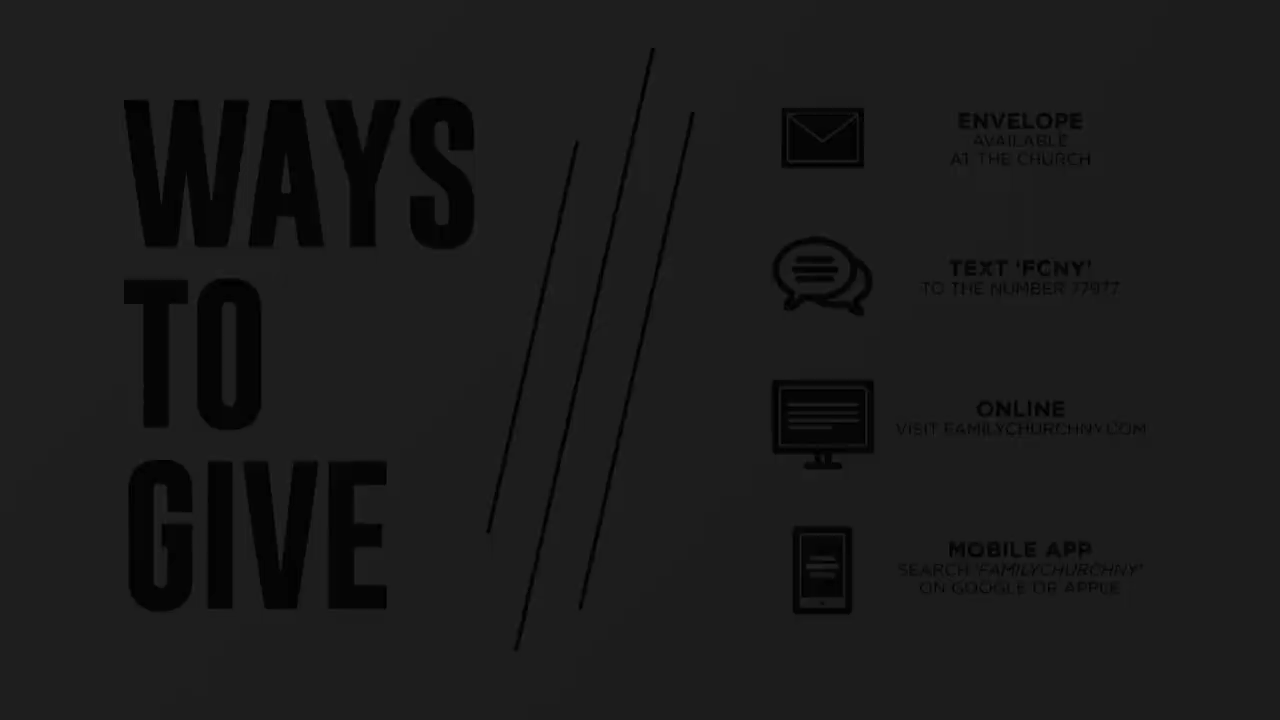 WAYS
TO
GIVE
ENVELOPE
AVAILABLE
AT THE CHURCH
TEXT 'FCNY'
TO THE NUMBER 77977
ONLINE
VISIT FAMILYCHURCHNY.COM
MOBILE APP
SEARCH 'FAMILYCHURCHNY'
ON GOOGLE OR APPLE